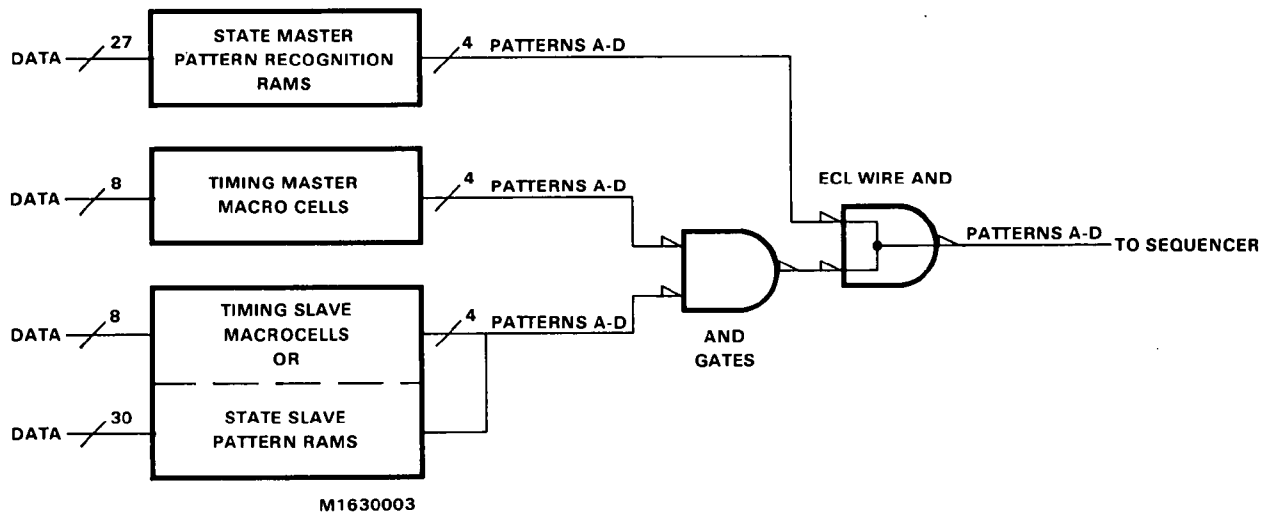 DATA
27
STATE MASTER
PATTERN RECOGNITION
RAMS
4
PATTERNS A-D
DATA
8
TIMING MASTER
MACRO CELLS
4
PATTERNS A-D
ECL WIRE AND
PATTERNS A-D
TO SEQUENCER
AND
GATES
DATA
8
TIMING SLAVE
MACROCELLS
OR
4
PATTERNS A-D
DATA
30
STATE SLAVE
PATTERN RAMS
M1630003